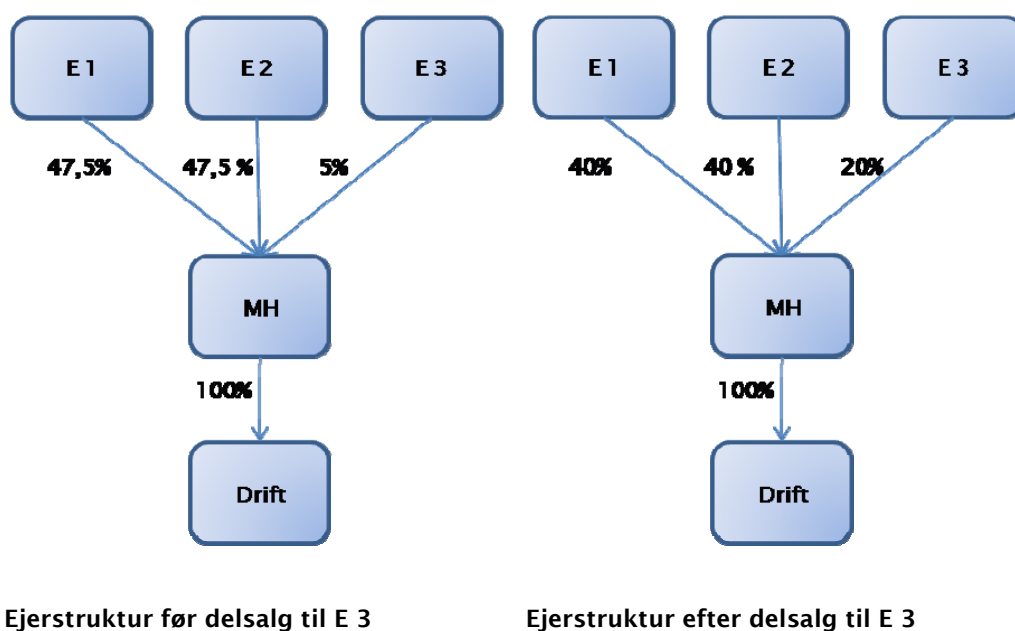 E 1
E 2
E 3
47,5%
47,5 %
5%
MH
100%
Drift
Ejerstruktur før delsalg til E 3
E 1
E 2
E 3
40%
40 %
20%
MH
100%
Drift
Ejerstruktur efter delsalg til E 3